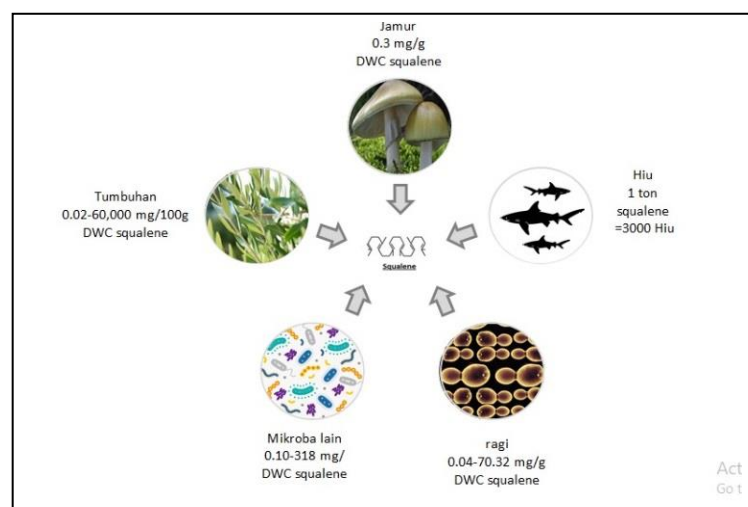 Jamur
0.3 mg/g
DWC squalene
Tumbuhan
0.02-60,000 mg/100g
DWC squalene
Hiu
1 ton
squalene
=3000 Hiu
Squalene
Mikroba lain
0.10-318 mg/
DWC squalene
ragi
0.04-70.32 mg/g
DWC squalene
Act
Go t